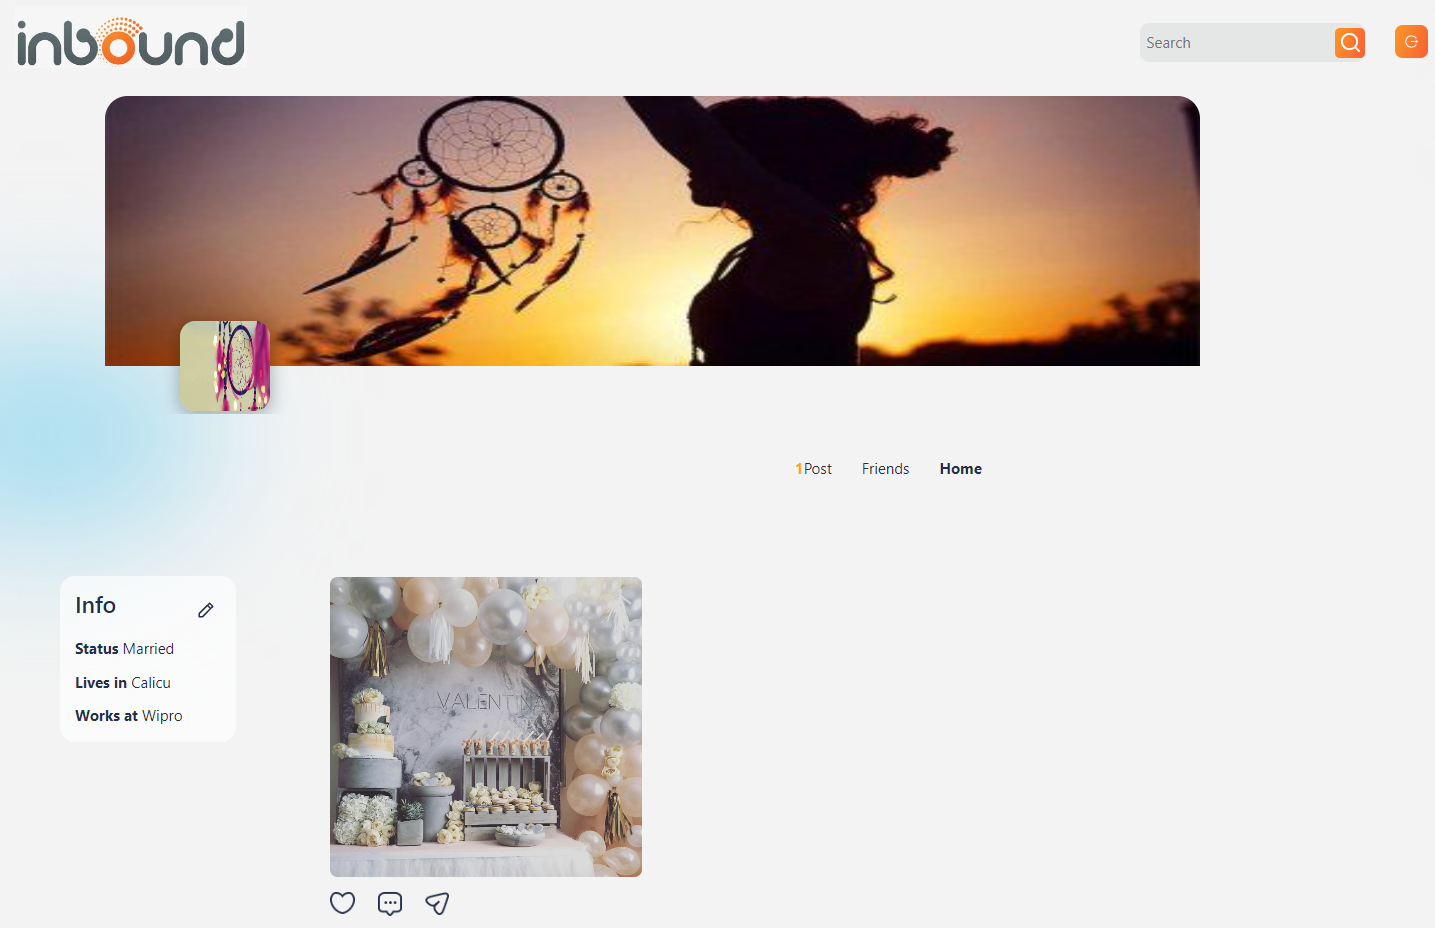 inbound
Search
1Post Friends Home
Info
Status Married
Lives in Calicu
Works at Wipro
VALENTINA